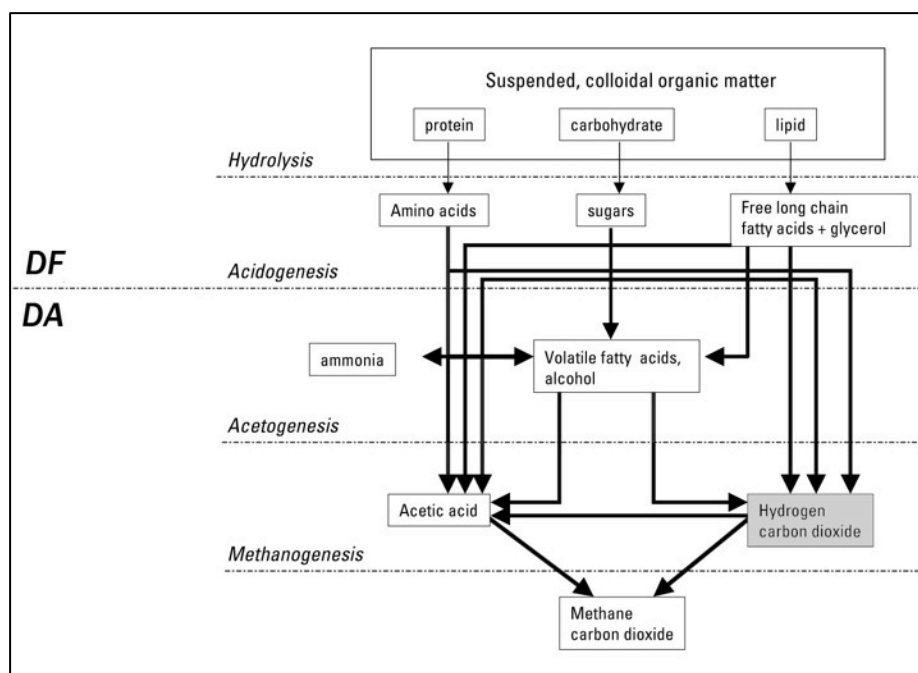 Suspended, colloidal organic matter
protein
carbohydrate
lipid
Hydrolysis
Amino acids
sugars
Free long chain
fatty acids + glycerol
DF
Acidogenesis
DA
ammonia
Volatile fatty acids,
alcohol
Acetogenesis
Acetic acid
Hydrogen
carbon dioxide
Methanogenesis
Methane
carbon dioxide